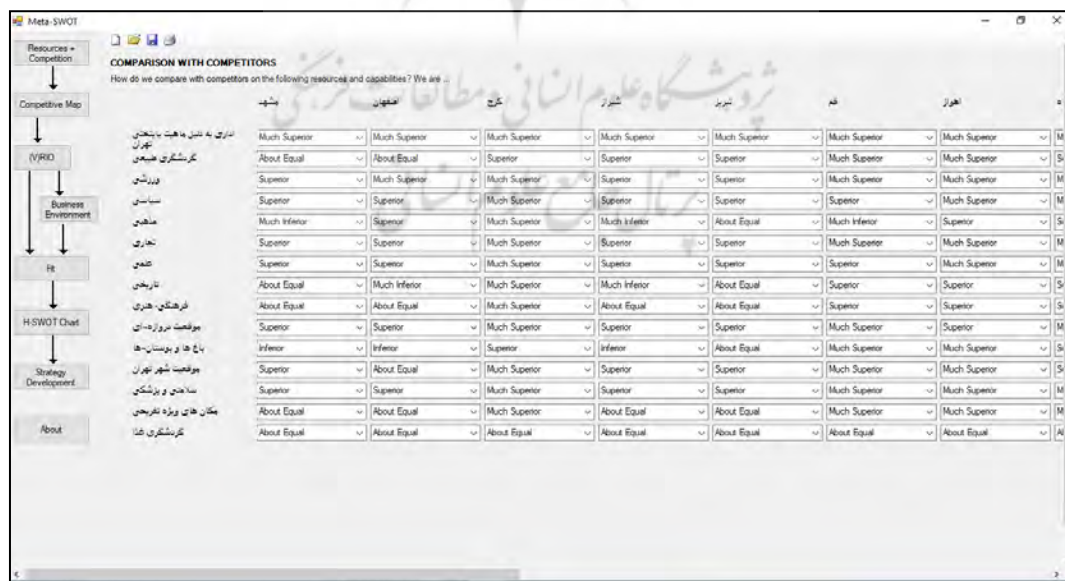 Meta-SWOT
Resources + Competition
Competitive Map
(V)RIO
Business Environment
Fit
H-SWOT Chart
Strategy Development
About
COMPARISON WITH COMPETITORS
How do we compare with competitors on the following resources and capabilities? We are ...
مشهد اصفهان کرج شیراز تبریز قم اهواز
اداری به دلیل ماهیت پایتختی تهران Much Superior Much Superior Much Superior Much Superior Much Superior Much Superior Much Superior
گردشگری طبیعی About Equal About Equal Superior Superior Superior Much Superior Much Superior
ورزشی Superior Much Superior Much Superior Superior Superior Much Superior Much Superior
سیاسی Superior Superior Much Superior Superior Superior Superior Much Superior
مذهبی Much Inferior Superior Much Superior Much Inferior About Equal Much Inferior Superior
تجاری Superior Superior Much Superior Superior Superior Much Superior Much Superior
علمی Superior Superior Much Superior Superior Superior Superior Much Superior
تاریخی About Equal Much Inferior Much Superior Much Inferior About Equal Superior Superior
فرهنگی- هنری About Equal About Equal Much Superior About Equal About Equal Superior Superior
موقعیت دروازه-ای Superior Superior Much Superior Superior Superior Much Superior Superior
باغ ها و بوستان-ها Inferior Inferior Superior Inferior About Equal Much Superior Much Superior
موقعیت شهر تهران Superior About Equal Much Superior Superior Superior Much Superior Much Superior
سلامتی و پزشکی Superior Superior Much Superior Superior Superior Much Superior Much Superior
مکان های ویژه تفریحی About Equal About Equal Much Superior About Equal About Equal Much Superior Much Superior
گردشگری غذا About Equal About Equal About Equal About Equal About Equal About Equal About Equal
پژوهشگاه علوم انسانی و مطالعات فرهنگی
پرتال جامع علوم انسانی